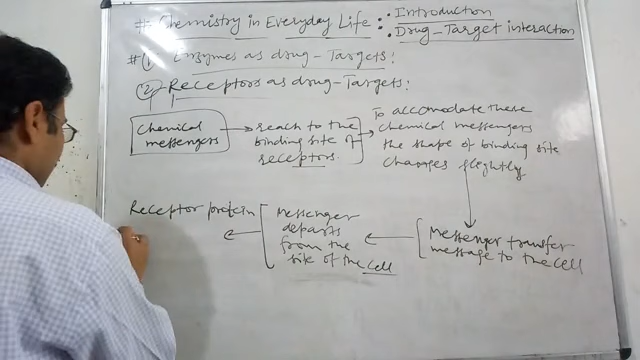 # Chemistry in Everyday Life :: Introduction
: Drug-Target interaction
# (1) Enzymes as drug-Targets:
(2) Receptors as drug-Targets:
Chemical messengers
→ reach to the binding site of receptors.
→ To accomodate these chemical messengers the shape of binding site changes slightly
Messenger transfer message to the cell
← Messenger departs from the site of the cell
← Receptor protein